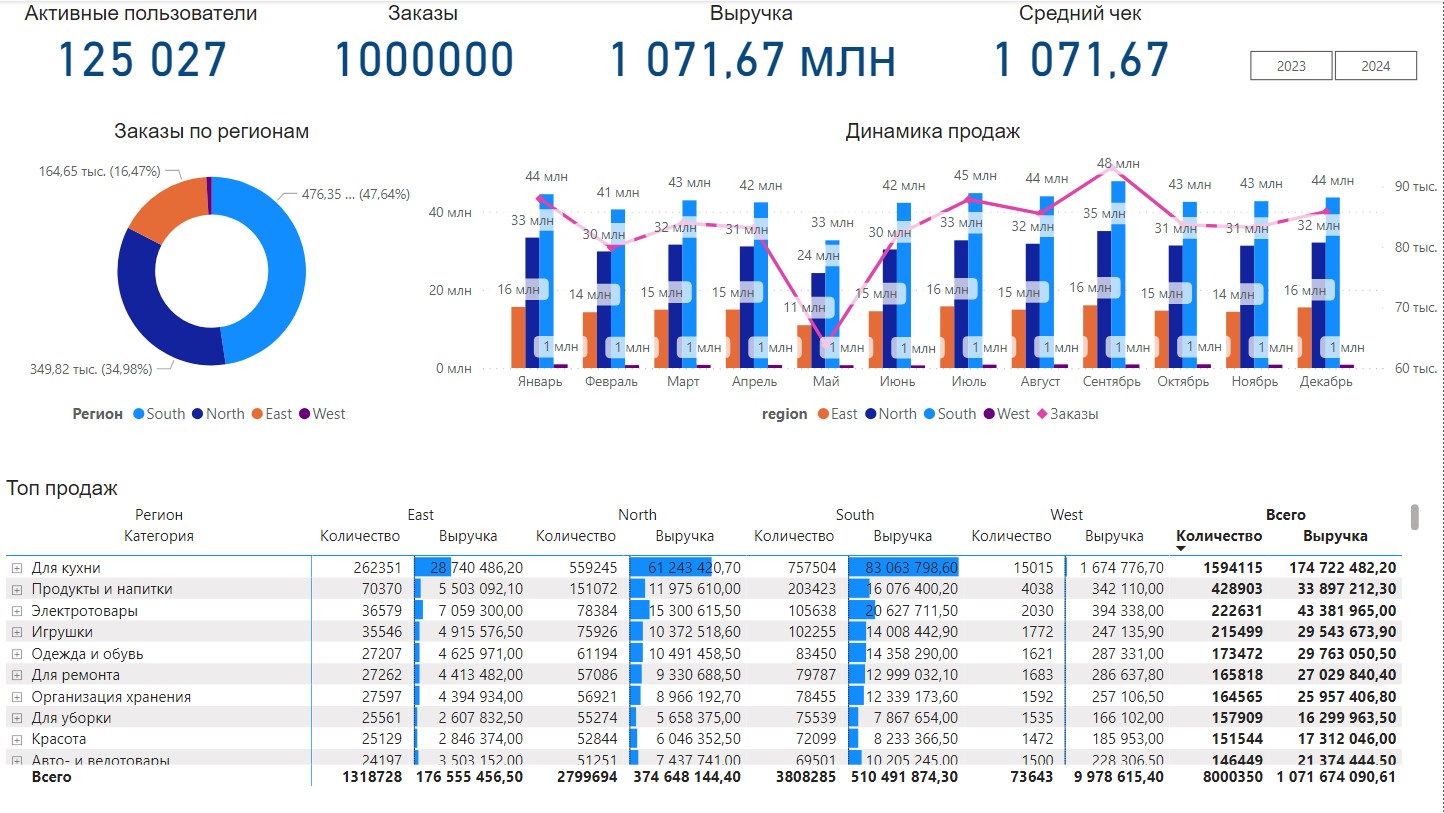 Активные пользователи Заказы Выручка Средний чек
125 027 1000000 1 071,67 МЛН 1 071,67
2023 2024
Заказы по регионам
164,65 тыс. (16,47%)
476,35 ... (47,64%)
349,82 тыс. (34,98%)
Регион South North East West
Динамика продаж
44 млн 41 млн 43 млн 42 млн 33 млн 42 млн 45 млн 44 млн 48 млн 43 млн 43 млн 44 млн
33 млн 30 млн 32 млн 31 млн 24 млн 30 млн 33 млн 32 млн 35 млн 31 млн 31 млн 32 млн
16 млн 14 млн 15 млн 15 млн 11 млн 15 млн 16 млн 15 млн 16 млн 15 млн 14 млн 16 млн
1 млн 1 млн 1 млн 1 млн 1 млн 1 млн 1 млн 1 млн 1 млн 1 млн 1 млн 1 млн
40 млн
20 млн
0 млн
90 тыс.
80 тыс.
70 тыс.
60 тыс.
Январь Февраль Март Апрель Май Июнь Июль Август Сентябрь Октябрь Ноябрь Декабрь
region East North South West Заказы
Топ продаж
Регион East North South West Всего
Категория Количество Выручка Количество Выручка Количество Выручка Количество Выручка Количество Выручка
Для кухни 262351 28 740 486,20 559245 61 243 420,70 757504 83 063 798,60 15015 1 674 776,70 1594115 174 722 482,20
Продукты и напитки 70370 5 503 092,10 151072 11 975 610,00 203423 16 076 400,20 4038 342 110,00 428903 33 897 212,30
Электротовары 36579 7 059 300,00 78384 15 300 615,50 105638 20 627 711,50 2030 394 338,00 222631 43 381 965,00
Игрушки 35546 4 915 576,50 75926 10 372 518,60 102255 14 008 442,90 1772 247 135,90 215499 29 543 673,90
Одежда и обувь 27207 4 625 971,00 61194 10 491 458,50 83450 14 358 290,00 1621 287 331,00 173472 29 763 050,50
Для ремонта 27262 4 413 482,00 57086 9 330 688,50 79787 12 999 032,10 1683 286 637,80 165818 27 029 840,40
Организация хранения 27597 4 394 934,00 56921 8 966 192,70 78455 12 339 173,60 1592 257 106,50 164565 25 957 406,80
Для уборки 25561 2 607 832,50 55274 5 658 375,00 75539 7 867 654,00 1535 166 102,00 157909 16 299 963,50
Красота 25129 2 846 374,00 52844 6 046 352,50 72099 8 233 366,50 1472 185 953,00 151544 17 312 046,00
Авто- и велотовары 24197 3 503 152,00 51251 7 437 741,00 69501 10 205 245,00 1500 228 306,50 146449 21 374 444,50
Всего 1318728 176 555 456,50 2799694 374 648 144,40 3808285 510 491 874,30 73643 9 978 615,40 8000350 1 071 674 090,61